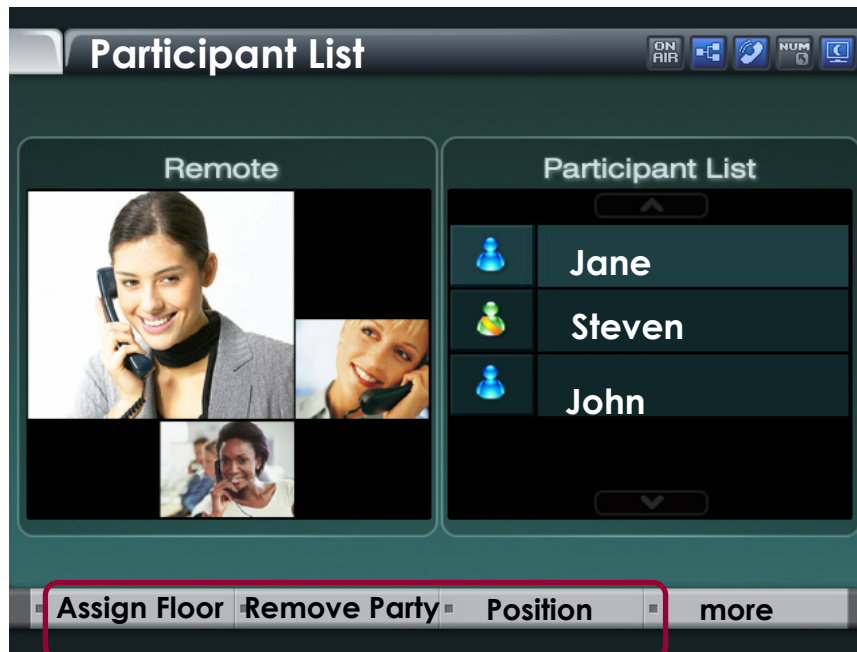 Participant List
ON AIR
NUM
Remote
Participant List
Jane
Steven
John
Assign Floor Remove Party Position more